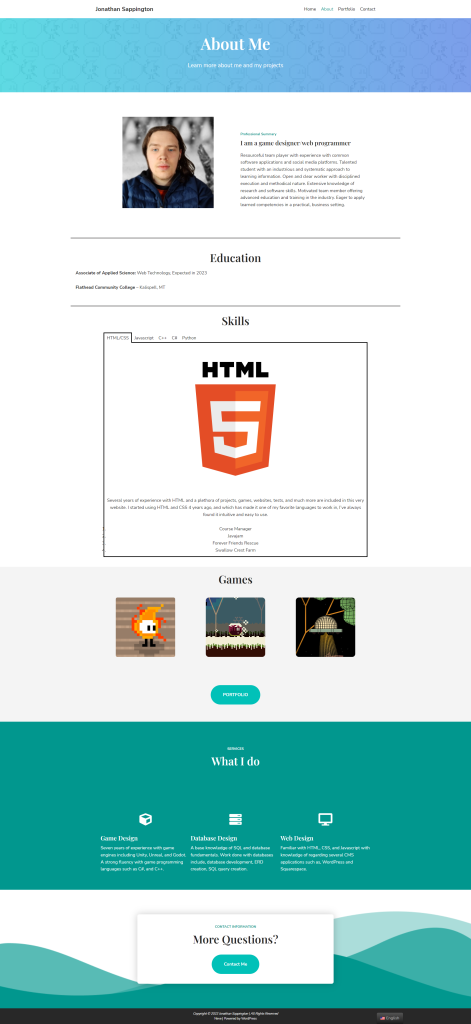 Jonathan Sappington
Home About Portfolio Contact
About Me
Learn more about me and my projects
Professional Summary
I am a game designer/web programmer
Resourceful team player with experience with common
software applications and social media platforms. Talented
student with an industrious and systematic approach to
learning information. Open and clear worker with disciplined
execution and methodical nature. Extensive knowledge of
research and software skills. Motivated team member offering
advanced education and training in the industry. Eager to apply
learned competencies in a practical, business setting.
Education
Associate of Applied Science: Web Technology, Expected in 2023
Flathead Community College – Kalispell, MT
Skills
HTML/CSS Javascript C++ C# Python
HTML
5
Several years of experience with HTML and a plethora of projects, games, websites, tests, and much more are included in this very
website. I started using HTML and CSS 4 years ago, and which has made it one of my favorite languages to work in, I've always
found it intuitive and easy to use.
Course Manager
Javajam
Forever Friends Rescue
Swallow Crest Farm
Games
PORTFOLIO
SERVICES
What I do
Game Design
Seven years of experience with game
engines including Unity, Unreal, and Godot.
A strong fluency with game programming
languages such as C#, and C++.
Database Design
A base knowledge of SQL and database
fundamentals. Work done with databases
include, database development, ERD
creation, SQL query creation.
Web Design
Familiar with HTML, CSS, and Javascript with
knowledge of regarding several CMS
applications such as, WordPress and
Squarespace.
CONTACT INFORMATION
More Questions?
Contact Me
Copyright © 2023 Jonathan Sappington | All Rights Reserved
Neve | Powered by WordPress
English